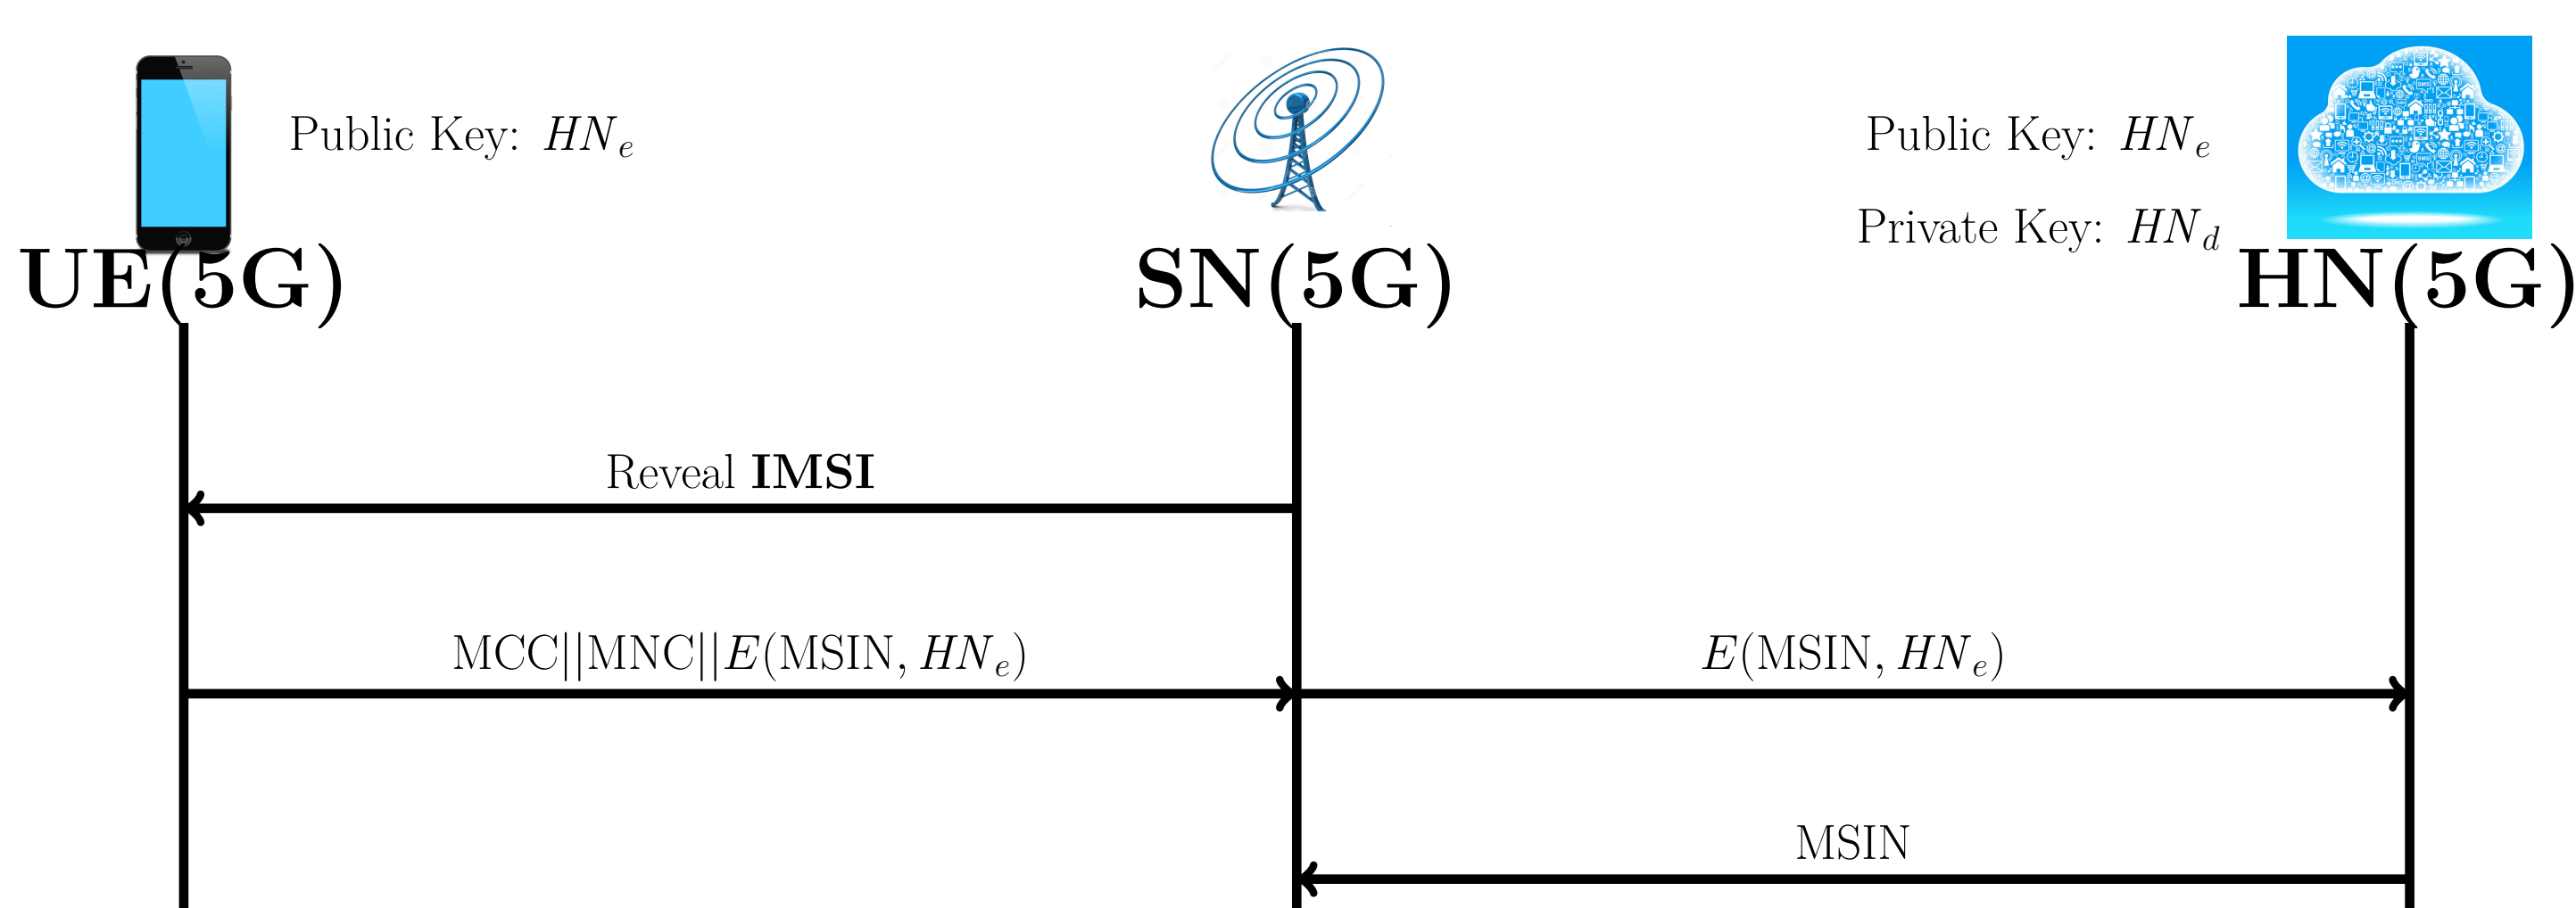 Public Key: HNₑ
Public Key: HNₑ
Private Key: HN_d
UE(5G)
SN(5G)
HN(5G)
Reveal IMSI
MCC||MNC||E(MSIN, HNₑ)
E(MSIN, HNₑ)
MSIN